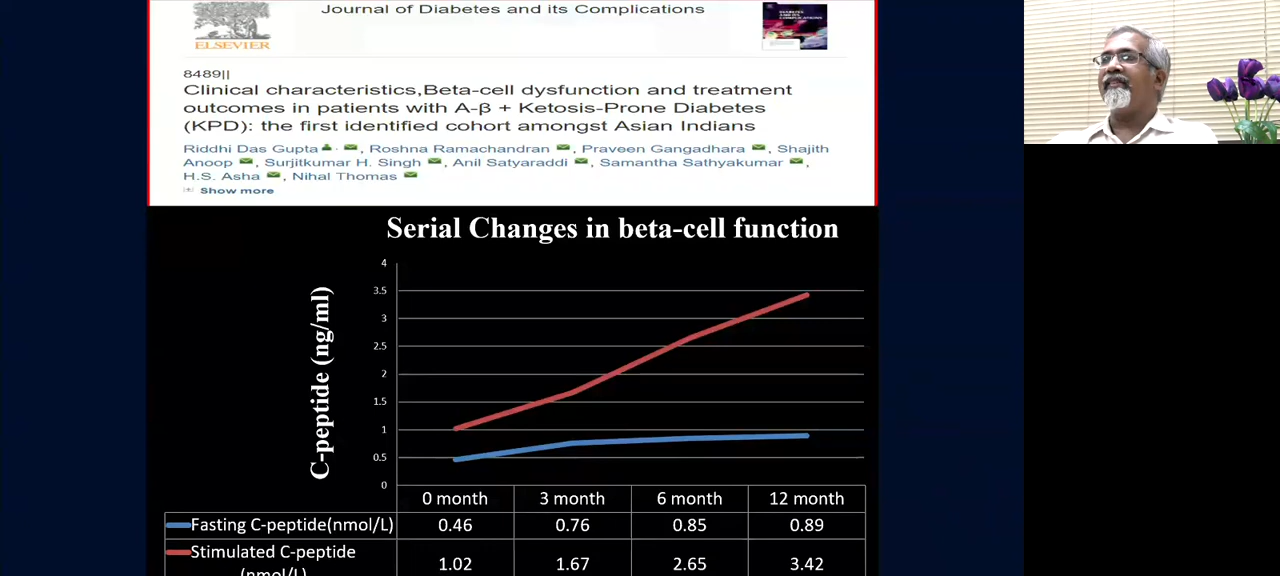 Journal of Diabetes and its Complications
ELSEVIER
8489||
Clinical characteristics,Beta-cell dysfunction and treatment
outcomes in patients with A-β + Ketosis-Prone Diabetes
(KPD): the first identified cohort amongst Asian Indians
Riddhi Das Gupta, Roshna Ramachandran, Praveen Gangadhara, Shajith
Anoop, Surjitkumar H. Singh, Anil Satyaraddi, Samantha Sathyakumar,
H.S. Asha, Nihal Thomas
Show more
Serial Changes in beta-cell function
C-peptide (ng/ml)
4
3.5
3
2.5
2
1.5
1
0.5
0
0 month 3 month 6 month 12 month
Fasting C-peptide(nmol/L) 0.46 0.76 0.85 0.89
Stimulated C-peptide 1.02 1.67 2.65 3.42
(nmol/L)